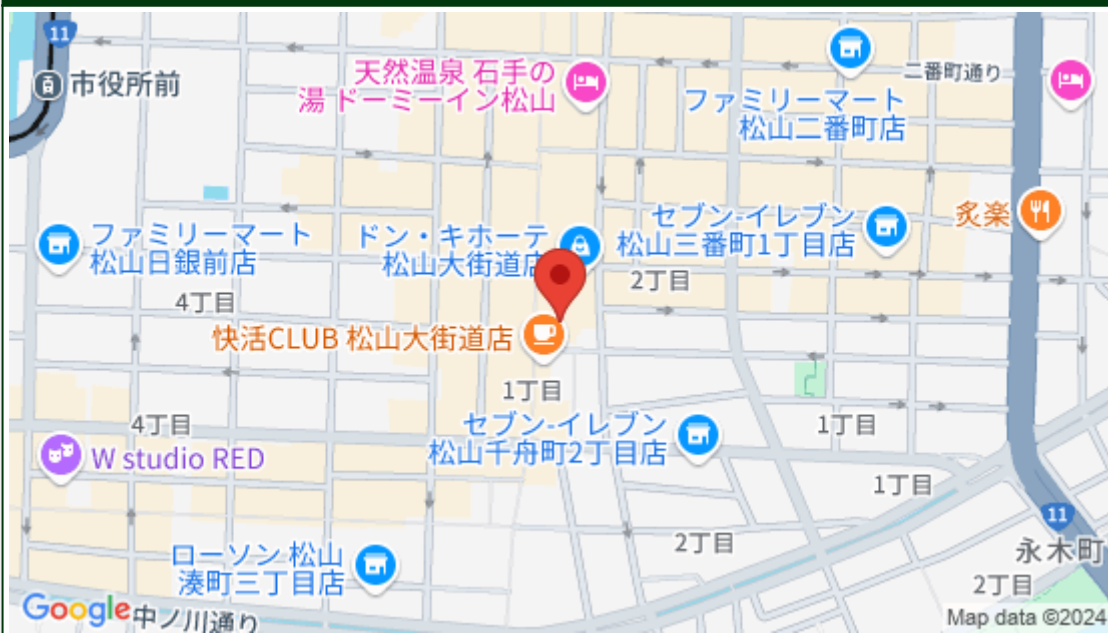 11
市役所前
天然温泉 石手の
湯 ドーミーイン松山
二番町通り
ファミリーマート
松山二番町店
ファミリーマート
松山日銀前店
ドン・キホーテ
松山大街道店
セブン-イレブン
松山三番町1丁目店
炙楽
2丁目
4丁目
快活CLUB 松山大街道店
1丁目
4丁目
W studio RED
セブン-イレブン
松山千舟町2丁目店
1丁目
1丁目
11
2丁目
永木町
ローソン 松山
湊町三丁目店
2丁目
Google
中ノ川通り
Map data ©2024